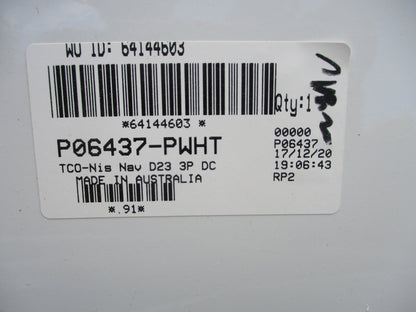 WO ID: 64144603
Qty:1
*64144603 *
P06437-PWHT
TCO-Nis Nav D23 3P DC
MADE IN AUSTRALIA
*.91*
00000
P06437
17/12/20
19:06:43
RP2